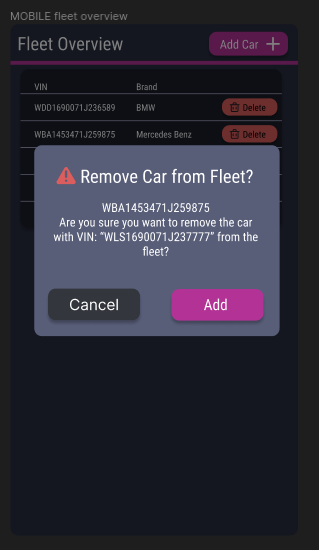 MOBILE fleet overview
Fleet Overview
Add Car
VIN Brand
WDD1690071J236589 BMW Delete
WBA1453471J259875 Mercedes Benz Delete
Remove Car from Fleet?
WBA1453471J259875
Are you sure you want to remove the car
with VIN: “WLS1690071J237777” from the
fleet?
Cancel Add